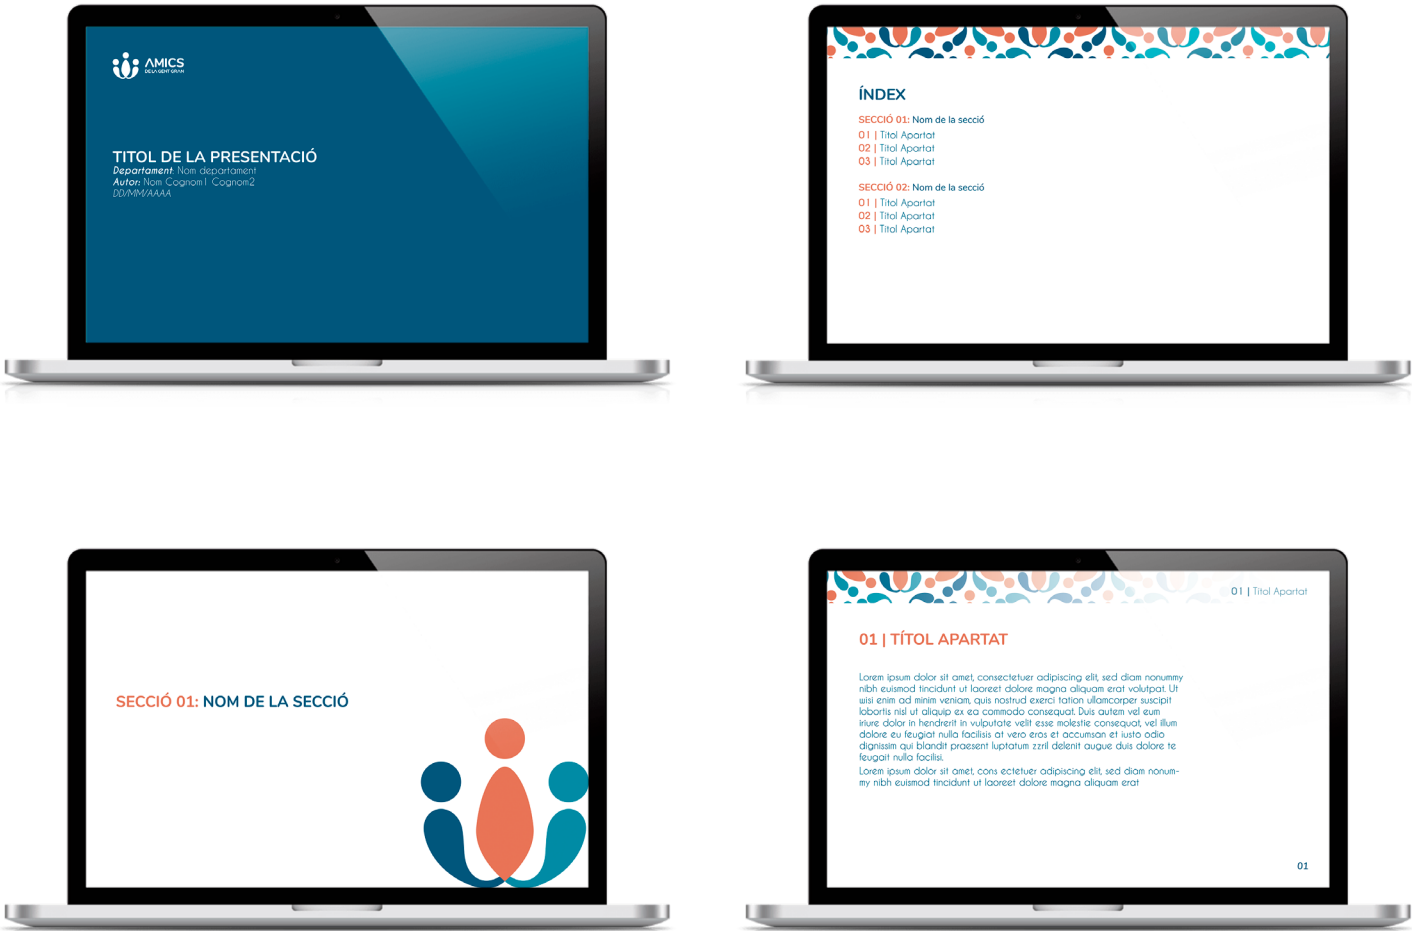 AMICS
DE LA GENT GRAN
TITOL DE LA PRESENTACIÓ
Departament: Nom departament
Autor: Nom Cognom1 Cognom2
DD/MM/AAAA
ÍNDEX
SECCIÓ 01: Nom de la secció
01 | Títol Apartat
02 | Títol Apartat
03 | Títol Apartat
SECCIÓ 02: Nom de la secció
01 | Títol Apartat
02 | Títol Apartat
03 | Títol Apartat
SECCIÓ 01: NOM DE LA SECCIÓ
01 | Títol Apartat
01 | TÍTOL APARTAT
Lorem ipsum dolor sit amet, consectetuer adipiscing elit, sed diam nonummy
nibh euismod tincidunt ut laoreet dolore magna aliquam erat volutpat. Ut
wisi enim ad minim veniam, quis nostrud exerci tation ullamcorper suscipit
lobortis nisl ut aliquip ex ea commodo consequat. Duis autem vel eum
iriure dolor in hendrerit in vulputate velit esse molestie consequat, vel illum
dolore eu feugiat nulla facilisis at vero eros et accumsan et iusto odio
dignissim qui blandit praesent luptatum zzril delenit augue duis dolore te
feugait nulla facilisi.
Lorem ipsum dolor sit amet, cons ectetuer adipiscing elit, sed diam nonum-
my nibh euismod tincidunt ut laoreet dolore magna aliquam erat
01